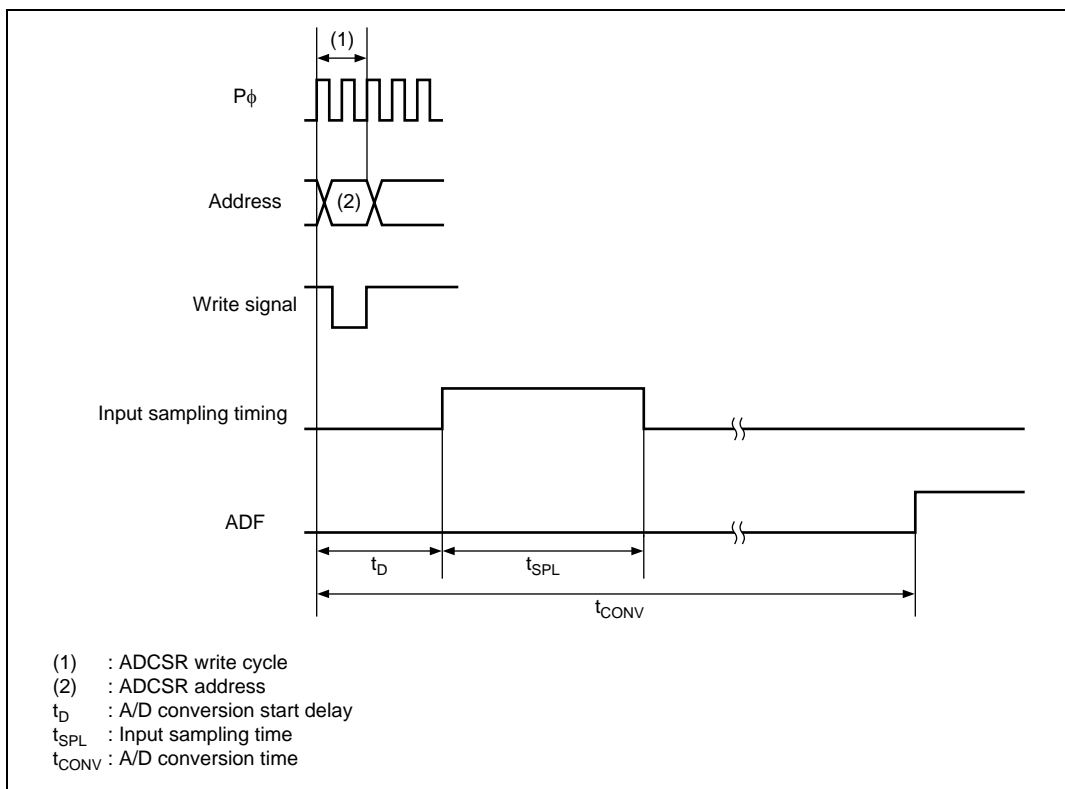 (1)
Pϕ
Address
(2)
Write signal
Input sampling timing
ADF
tD
tSPL
tCONV
(1) : ADCSR write cycle
(2) : ADCSR address
tD : A/D conversion start delay
tSPL : Input sampling time
tCONV : A/D conversion time